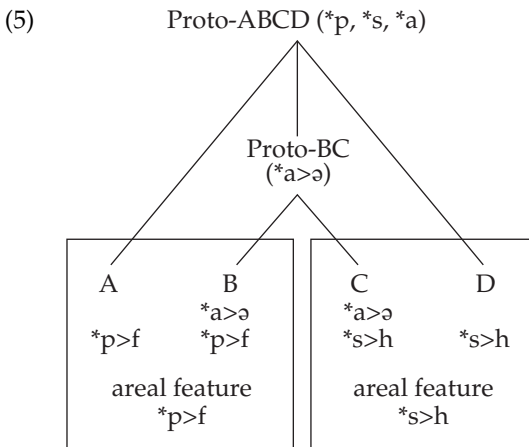 (5) Proto-ABCD (*p, *s, *a)
Proto-BC
(*a>ə)
A B C D
*a>ə *a>ə
*p>f *p>f *s>h *s>h
areal feature areal feature
*p>f *s>h